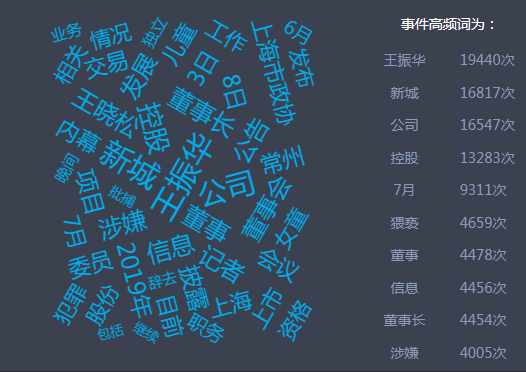 事件高频词为：
王振华 19440次
新城 16817次
公司 16547次
控股 13283次
7月 9311次
猥亵 4659次
董事 4478次
信息 4456次
董事长 4454次
涉嫌 4005次
业务
情况
独立
儿童
工作
上海市政协
6月
发布
相关
交易
发展
3日
8日
王晓松
控股
董事长
公告
内幕
新城
王振华
常州
晚间
项目
批捕
公司
董事会
女童
7月
涉嫌
董事
委员
2019年
信息
记者
会议
辞去
披露
犯罪
股份
目前
上海
上市
资格
包括
继续
职务